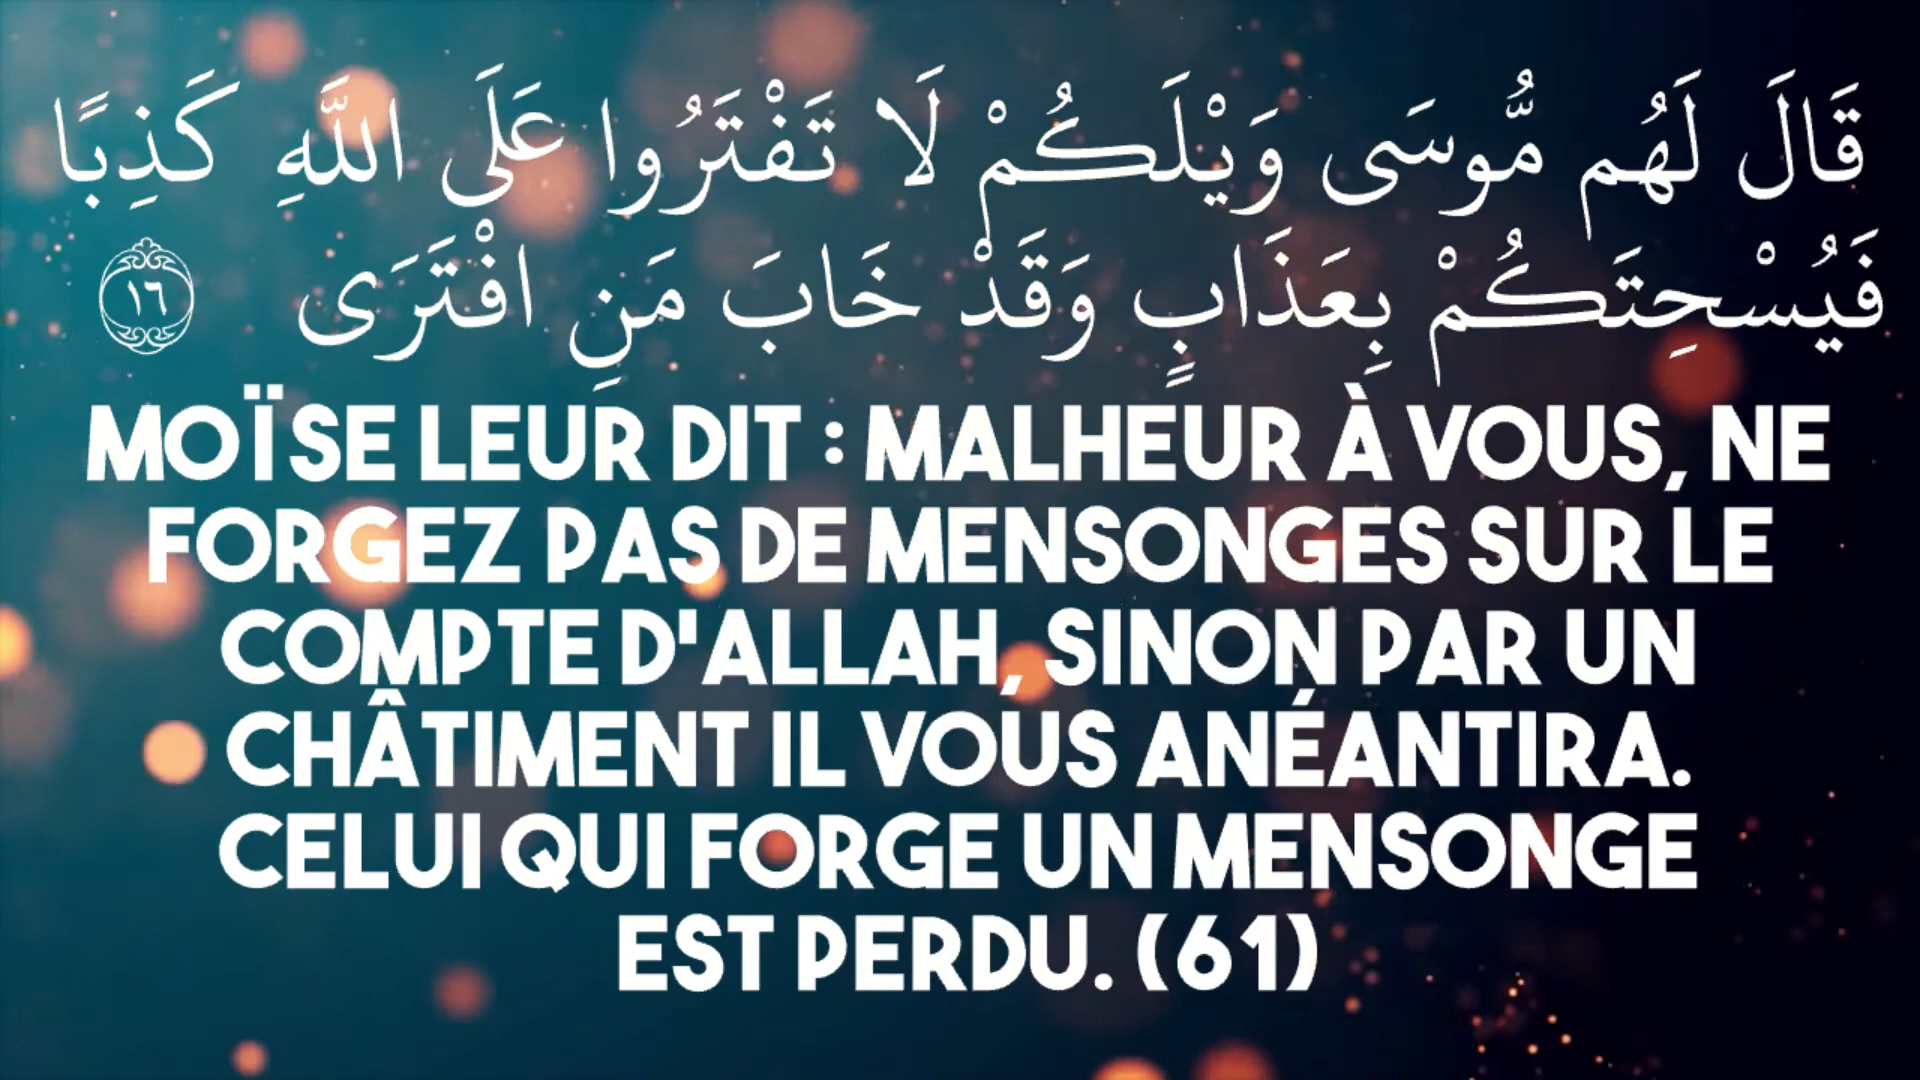 قَالَ لَهُم مُّوسَى وَيْلَكُمْ لَا تَفْتَرُوا عَلَى اللَّهِ كَذِبًا
فَيُسْحِتَكُمْ بِعَذَابٍ وَقَدْ خَابَ مَنِ افْتَرَى ١٦
MOÏSE LEUR DIT : MALHEUR À VOUS, NE
FORGEZ PAS DE MENSONGES SUR LE
COMPTE D'ALLAH, SINON PAR UN
CHÂTIMENT IL VOUS ANÉANTIRA.
CELUI QUI FORGE UN MENSONGE
EST PERDU. (61)